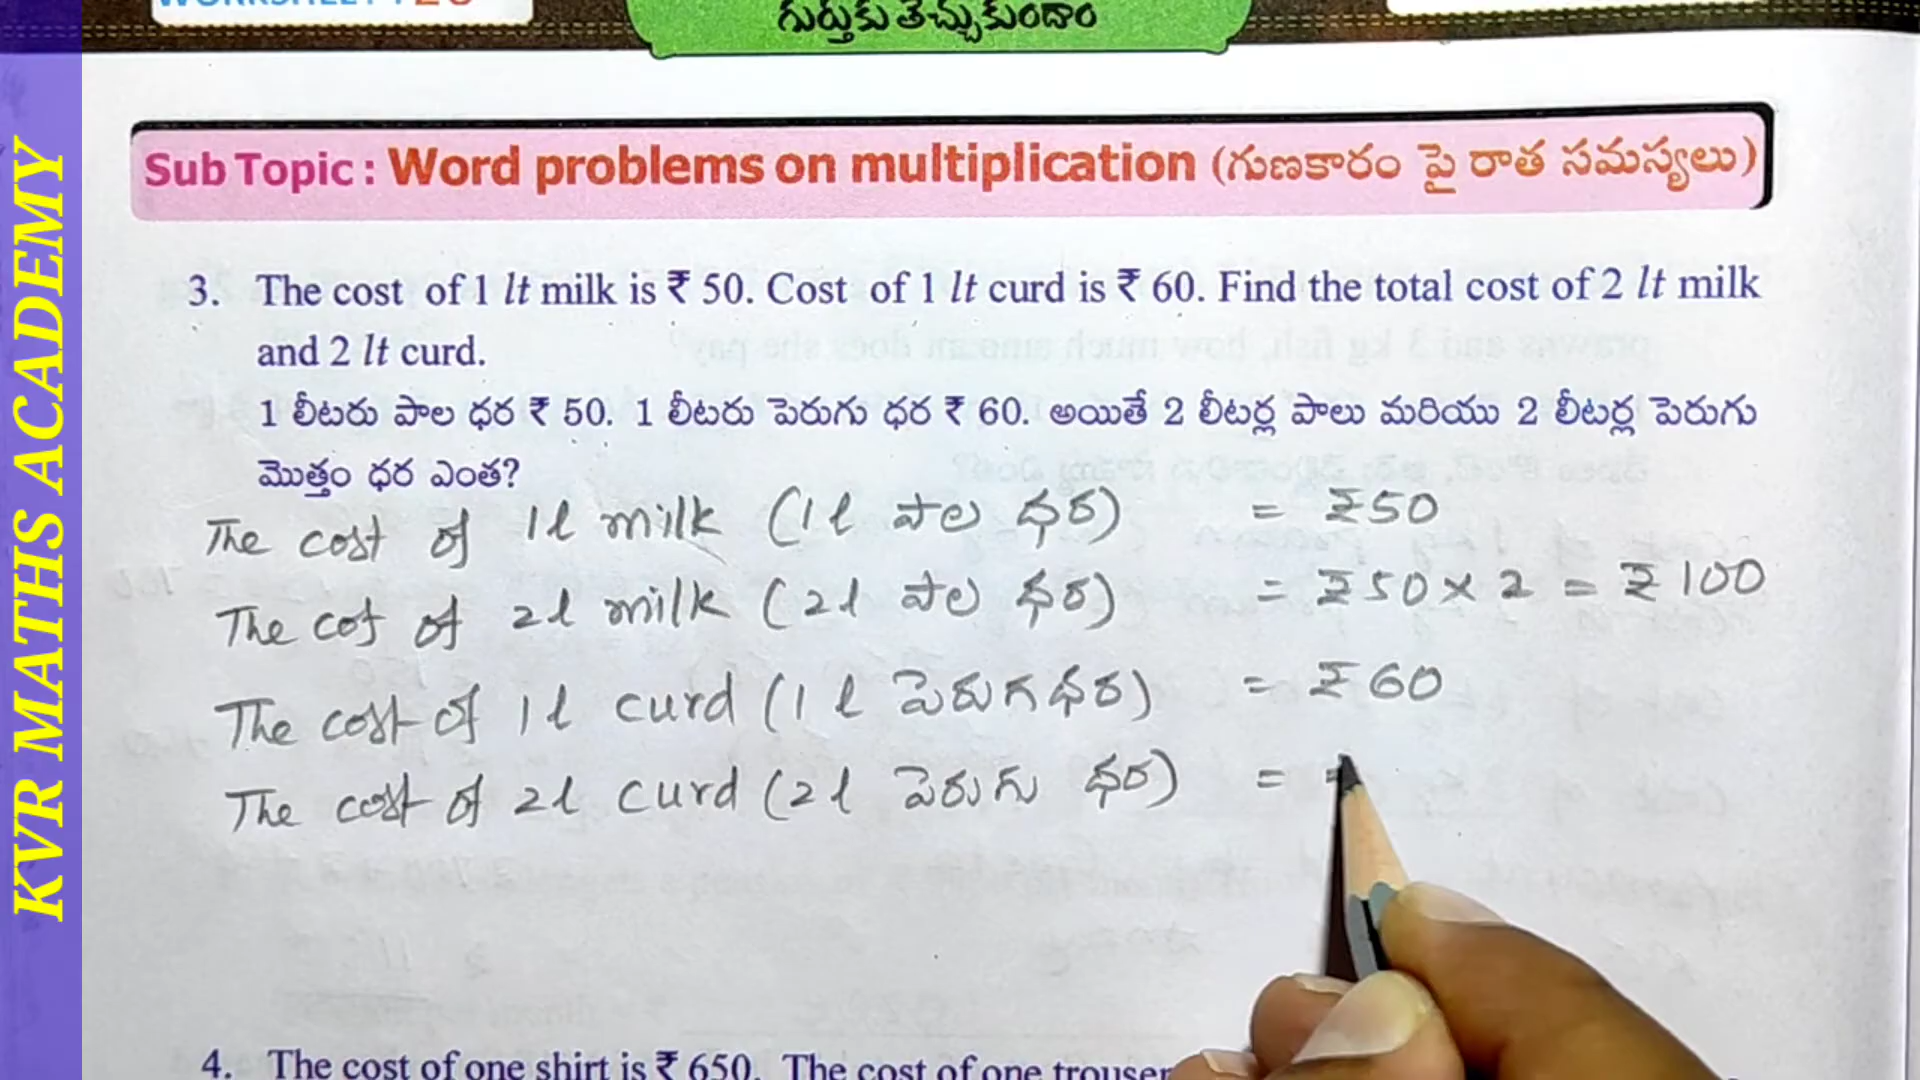 KVR MATHS ACADEMY
గుర్తుకు తెచ్చుకుందాం
Sub Topic : Word problems on multiplication (గుణకారం పై రాత సమస్యలు)
3. The cost of 1 lt milk is ₹ 50. Cost of 1 lt curd is ₹ 60. Find the total cost of 2 lt milk
and 2 lt curd.
1 లీటరు పాల ధర ₹ 50. 1 లీటరు పెరుగు ధర ₹ 60. అయితే 2 లీటర్ల పాలు మరియు 2 లీటర్ల పెరుగు
మొత్తం ధర ఎంత?
The cost of 1l milk (1l పాల ధర) = ₹50
The cot of 2l milk (2l పాల ధర) = ₹50 × 2 = ₹100
The cost of 1l curd (1l పెరుగ ధర) = ₹60
The cost of 2l curd (2l పెరుగు ధర) =
4. The cost of one shirt is ₹ 650. The cost of one trouser